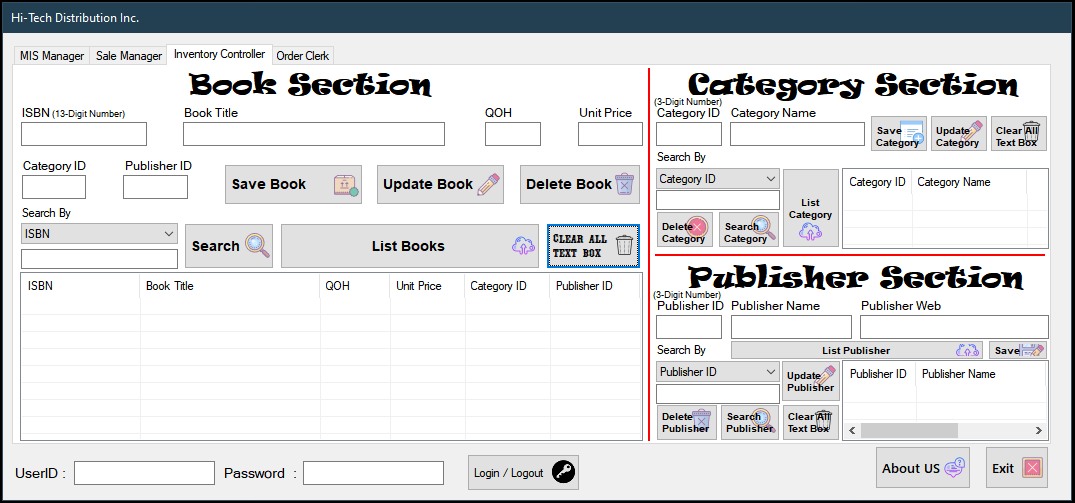 Hi-Tech Distribution Inc.
MIS Manager Sale Manager Inventory Controller Order Clerk
Book Section
ISBN (13-Digit Number) Book Title QOH Unit Price
Category ID Publisher ID
Save Book Update Book Delete Book
Search By
ISBN
Search List Books CLEAR ALL
TEXT BOX
ISBN Book Title QOH Unit Price Category ID Publisher ID
Category Section
(3-Digit Number)
Category ID Category Name
Save
Category
Update
Category
Clear All
Text Box
Search By
Category ID
List
Category
Delete
Category
Search
Category
Category ID Category Name
Publisher Section
(3-Digit Number)
Publisher ID Publisher Name Publisher Web
Search By List Publisher Save
Publisher ID
Update
Publisher
Delete
Publisher
Search
Publisher
Clear All
Text Box
Publisher ID Publisher Name
UserID : Password : Login / Logout
About US Exit